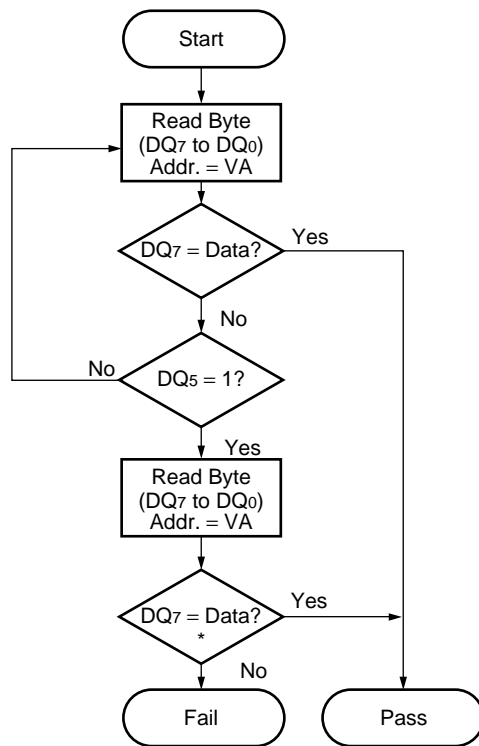 Start
Read Byte
(DQ7 to DQ0)
Addr. = VA
DQ7 = Data?
Yes
No
No
DQ5 = 1?
Yes
Read Byte
(DQ7 to DQ0)
Addr. = VA
DQ7 = Data?
*
Yes
No
Fail
Pass